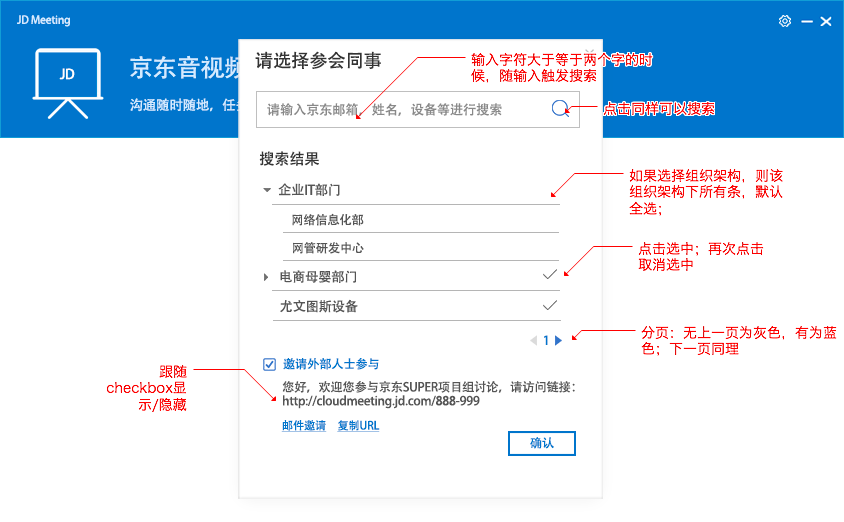 JD Meeting
JD
京东音视频
沟通随时随地，任
请选择参会同事
输入字符大于等于两个字的时
候，随输入触发搜索
请输入京东邮箱，姓名，设备等进行搜索
点击同样可以搜索
搜索结果
企业IT部门
如果选择组织架构，则该
组织架构下所有条，默认
全选；
网络信息化部
网管研发中心
点击选中；再次点击
取消选中
电商母婴部门
尤文图斯设备
1
分页：无上一页为灰色，有为蓝
色；下一页同理
邀请外部人士参与
跟随
checkbox显
示/隐藏
您好，欢迎您参与京东SUPER项目组讨论，请访问链接：
http://cloudmeeting.jd.com/888-999
邮件邀请 复制URL
确认